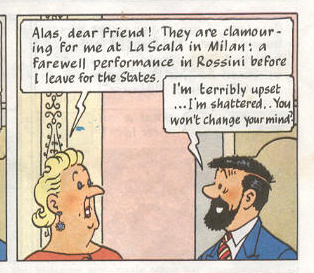 Alas, dear friend! They are clamour-
ing for me at La Scala in Milan: a
farewell performance in Rossini before
I leave for the States.
I'm terribly upset
...I'm shattered..You
won't change your mind?